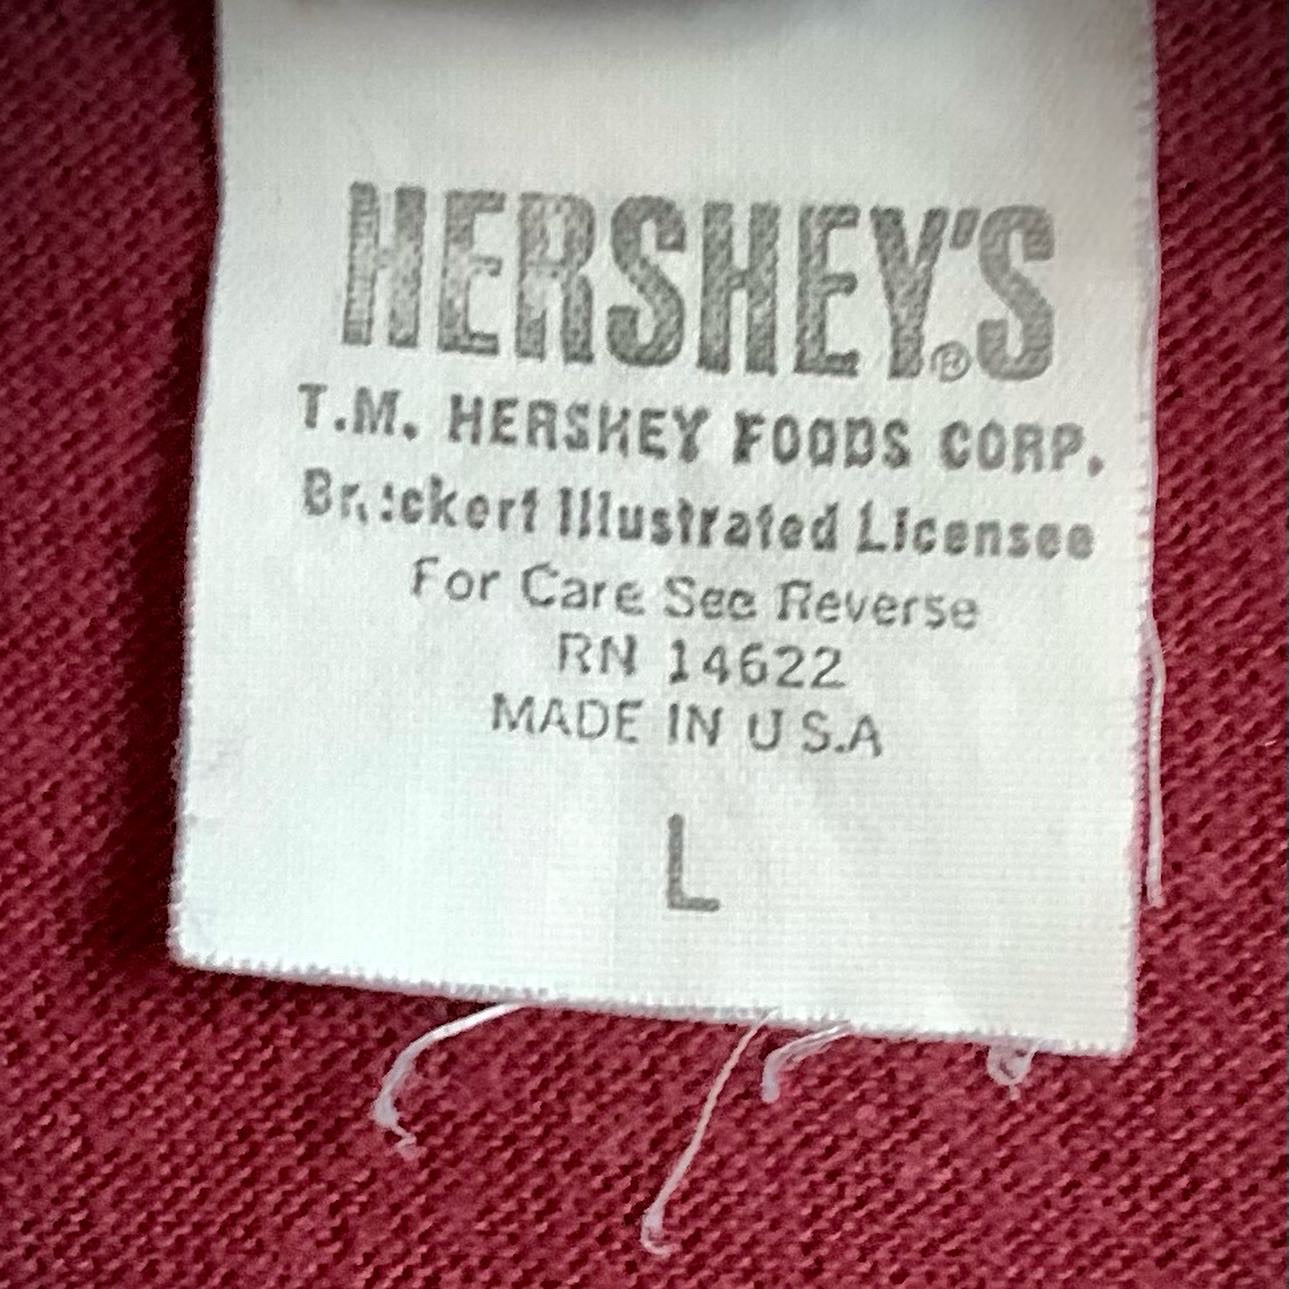 HERSHEY'S®
T.M. HERSHEY FOODS CORP.
Illustrated Licensee
For Care See Reverse
RN 14622
MADE IN U S.A
L